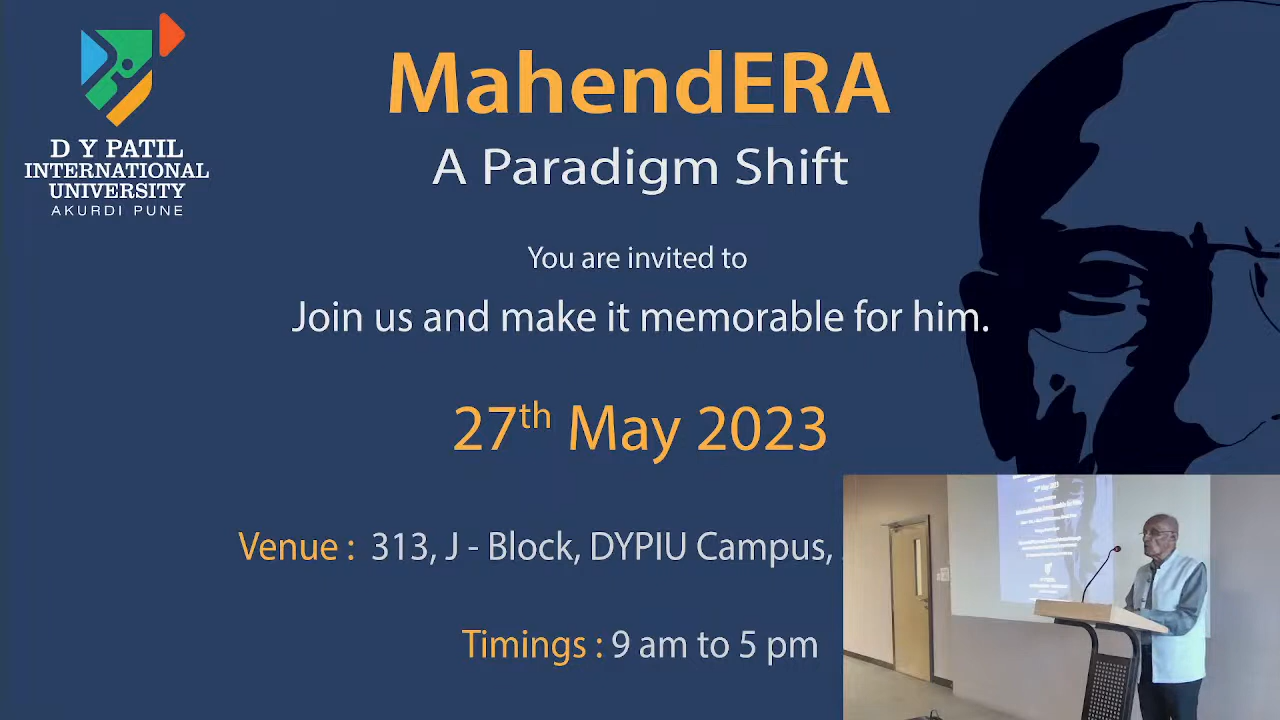 D Y PATIL
INTERNATIONAL
UNIVERSITY
AKURDI PUNE
MahendERA
A Paradigm Shift
You are invited to
Join us and make it memorable for him.
27th May 2023
Venue : 313, J - Block, DYPIU Campus,
Timings : 9 am to 5 pm